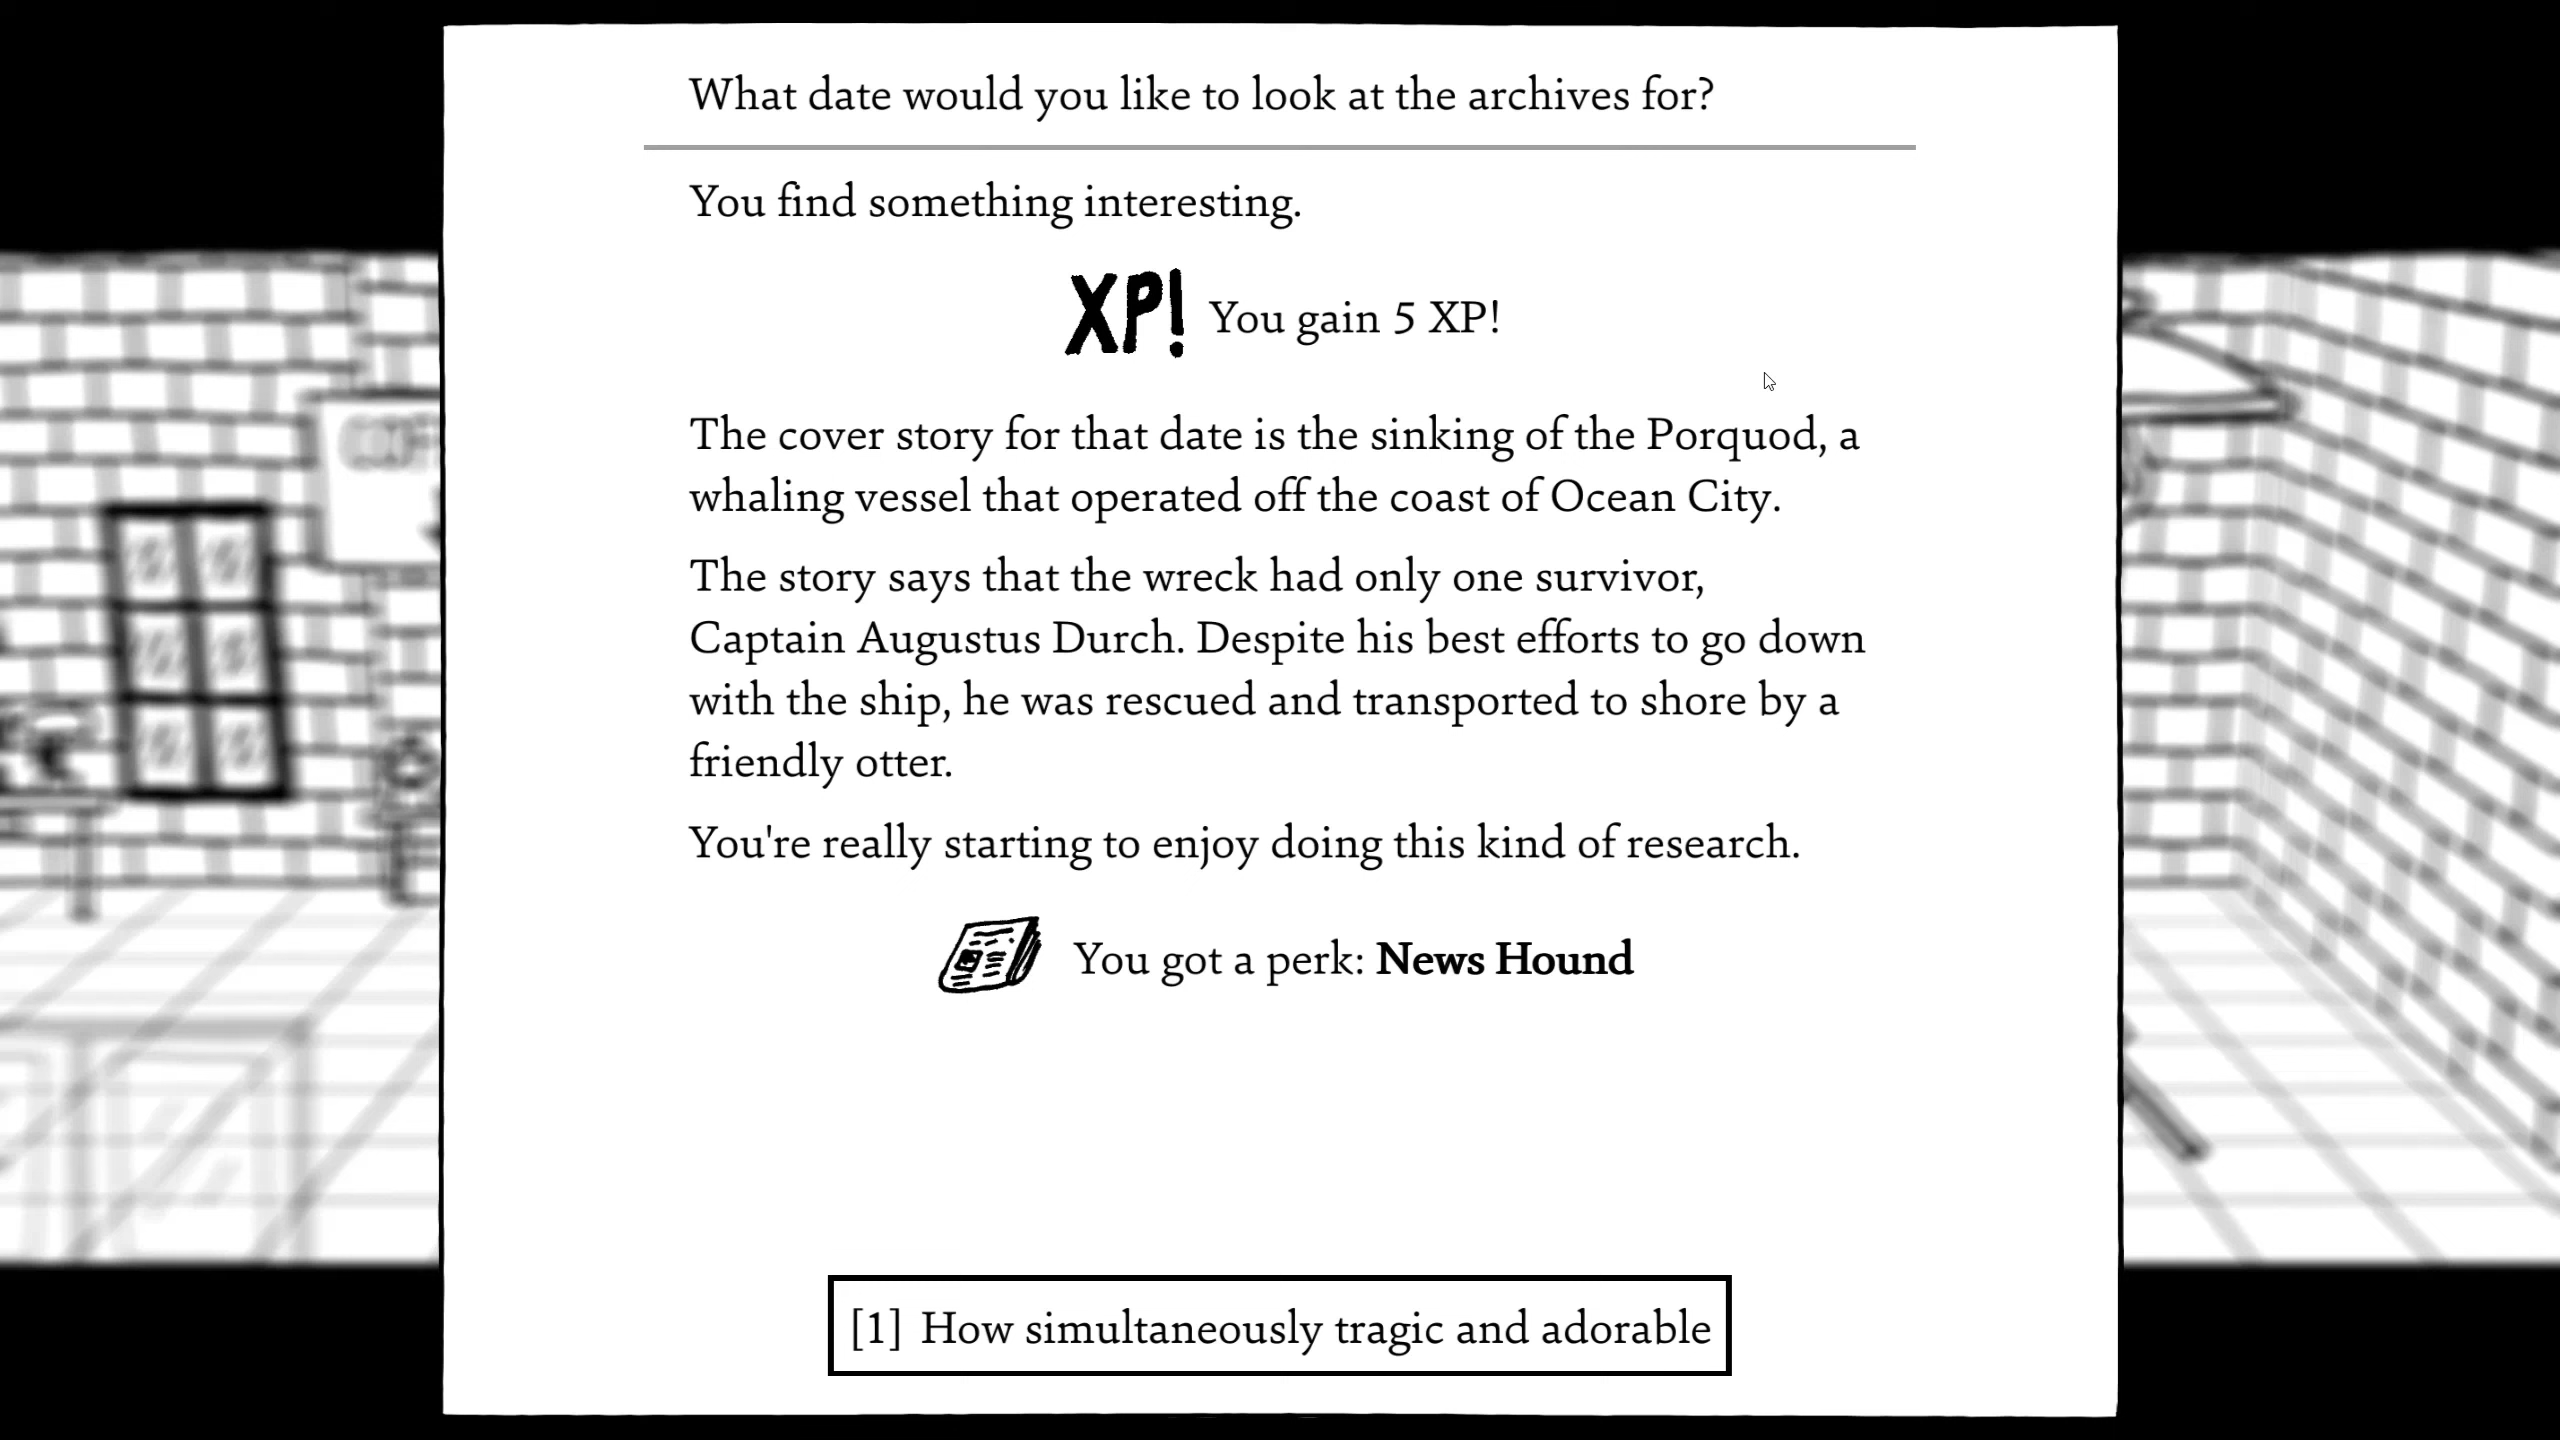 What date would you like to look at the archives for?
You find something interesting.
XP! You gain 5 XP!
The cover story for that date is the sinking of the Porquod, a
whaling vessel that operated off the coast of Ocean City.
The story says that the wreck had only one survivor,
Captain Augustus Durch. Despite his best efforts to go down
with the ship, he was rescued and transported to shore by a
friendly otter.
You're really starting to enjoy doing this kind of research.
You got a perk: News Hound
[1] How simultaneously tragic and adorable